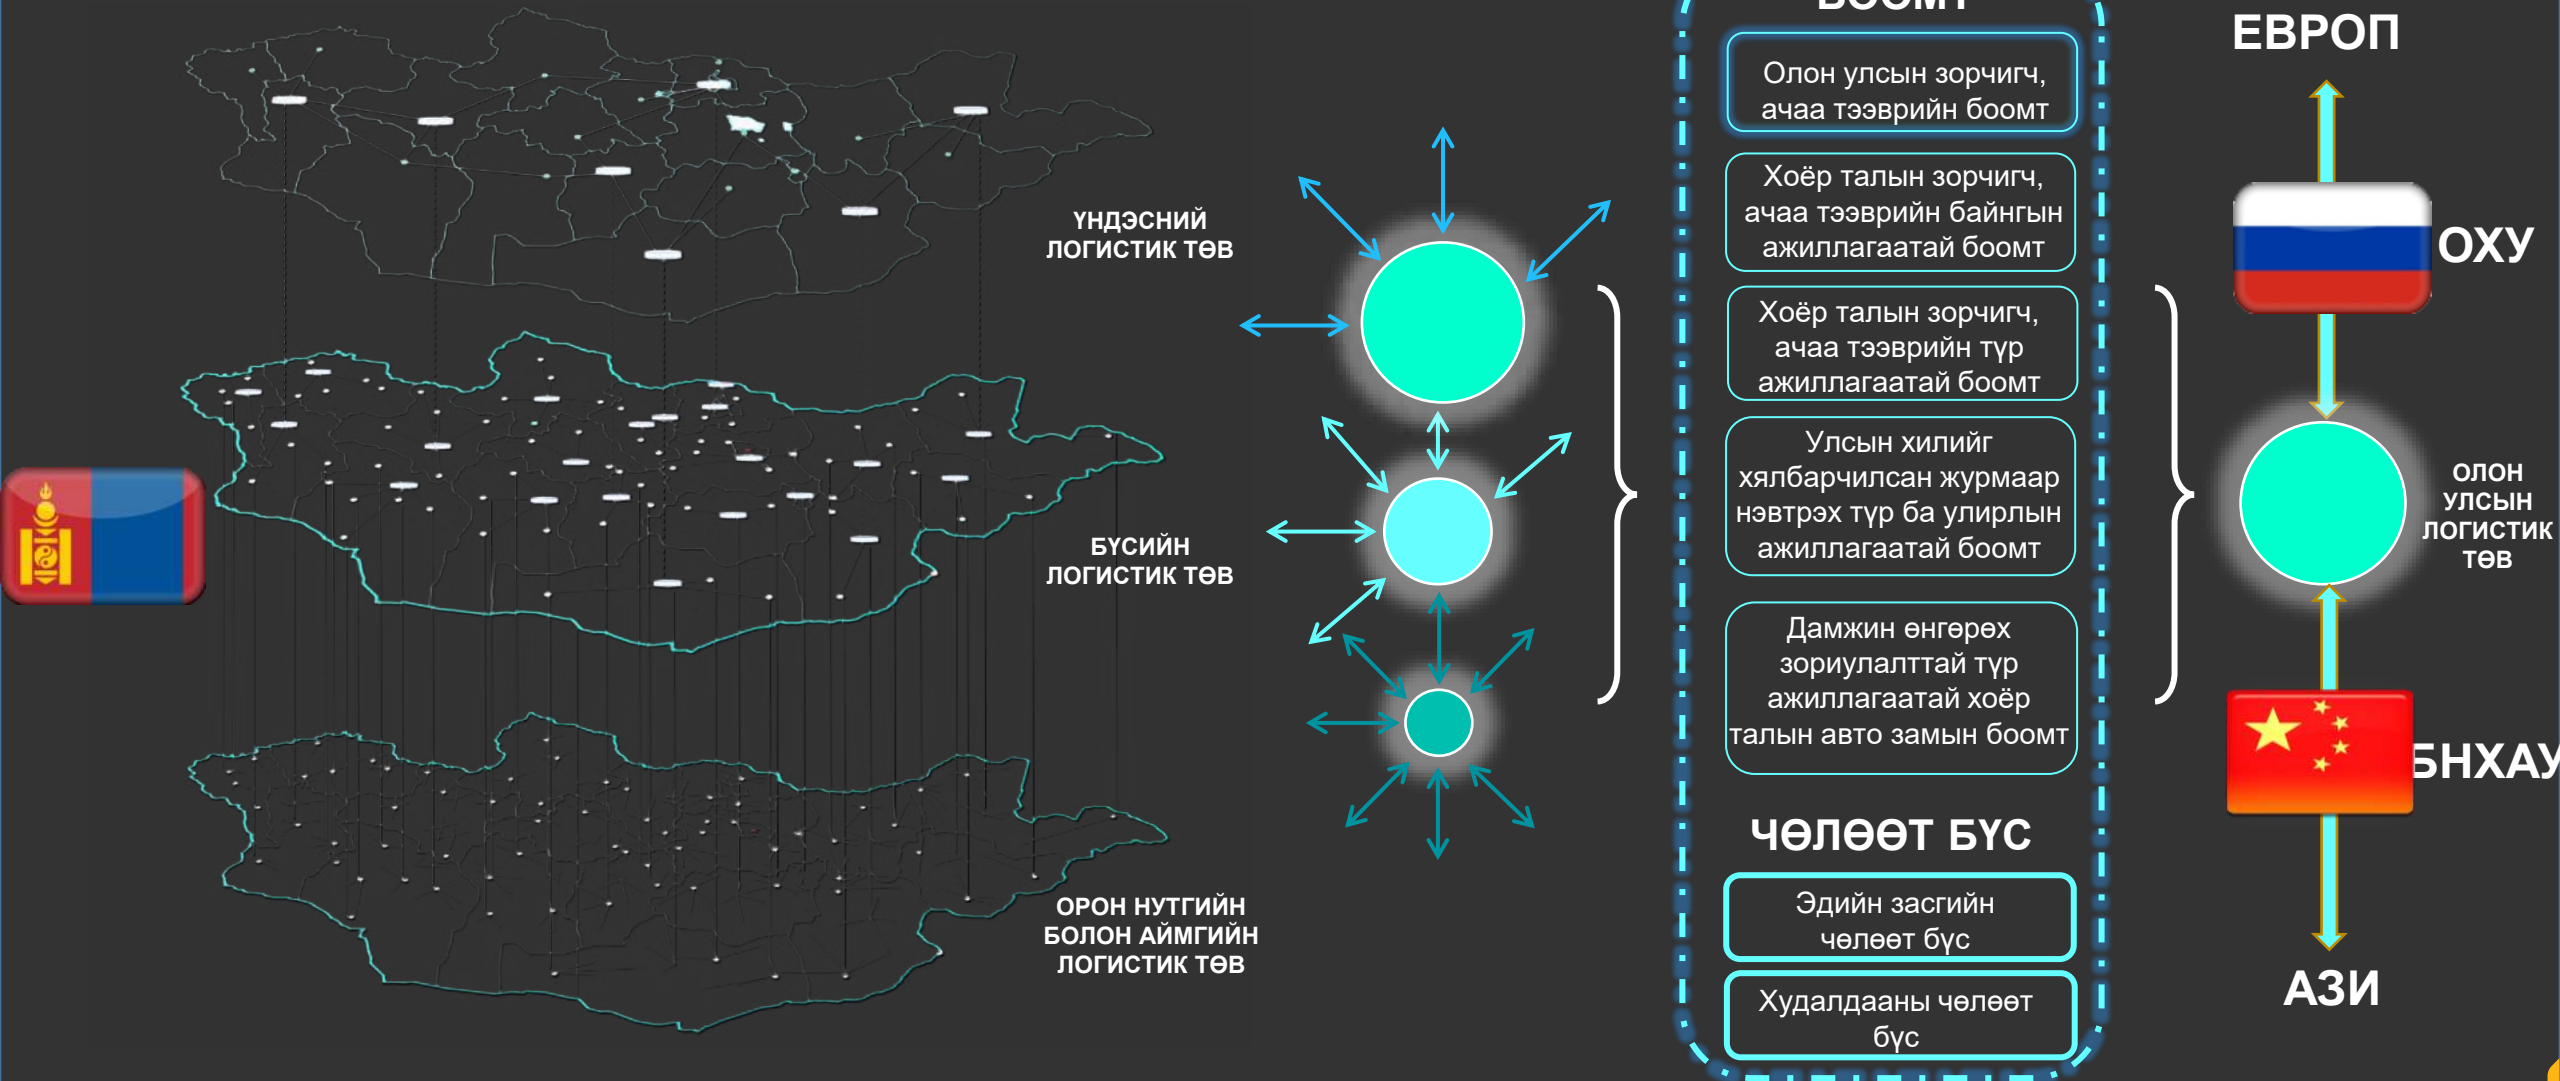 ҮНДЭСНИЙ
ЛОГИСТИК ТӨВ
БҮСИЙН
ЛОГИСТИК ТӨВ
ОРОН НУТГИЙН
БОЛОН АЙМГИЙН
ЛОГИСТИК ТӨВ
БООМТ
Олон улсын зорчигч,
ачаа тээврийн боомт
Хоёр талын зорчигч,
ачаа тээврийн байнгын
ажиллагаатай боомт
Хоёр талын зорчигч,
ачаа тээврийн түр
ажиллагаатай боомт
Улсын хилийг
хялбарчилсан журмаар
нэвтрэх түр ба улирлын
ажиллагаатай боомт
Дамжин өнгөрөх
зориулалттай түр
ажиллагаатай хоёр
талын авто замын боомт
ЧӨЛӨӨТ БҮС
Эдийн засгийн
чөлөөт бүс
Худалдааны чөлөөт
бүс
ЕВРОП
ОХУ
ОЛОН
УЛСЫН
ЛОГИСТИК
ТӨВ
БНХАУ
АЗИ